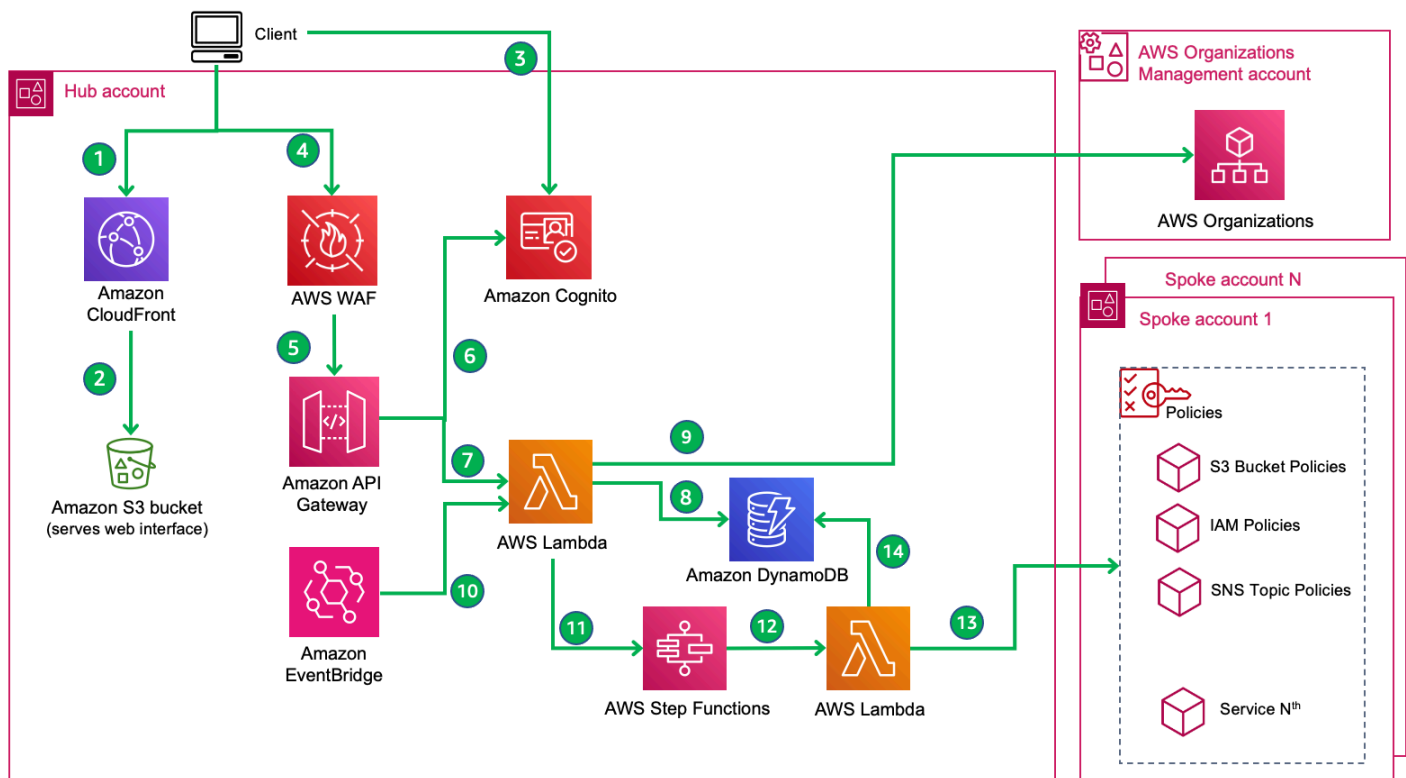 Client
3
AWS Organizations
Management account
Hub account
1
4
AWS Organizations
Amazon
CloudFront
AWS WAF
Amazon Cognito
Spoke account N
Spoke account 1
5
6
2
Policies
9
7
S3 Bucket Policies
Amazon S3 bucket
(serves web interface)
Amazon API
Gateway
8
IAM Policies
AWS Lambda
14
Amazon DynamoDB
10
SNS Topic Policies
11
12
13
Amazon
EventBridge
AWS Step Functions
AWS Lambda
Service Nth